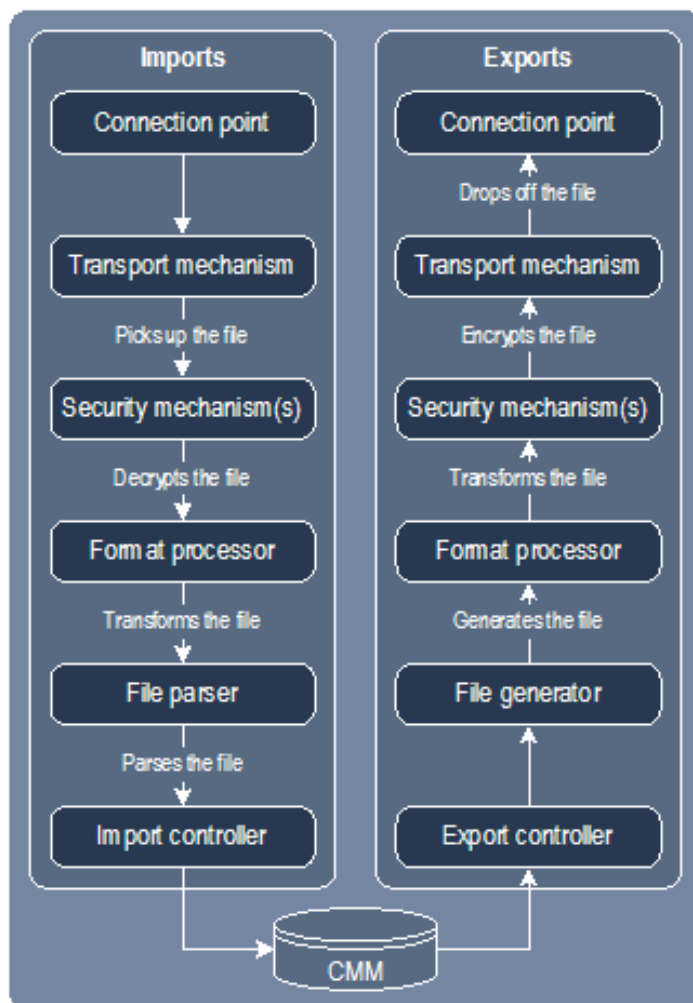 Imports
Connection point
Transport mechanism
Picks up the file
Security mechanism(s)
Decrypts the file
Format processor
Transforms the file
File parser
Parses the file
Import controller
Exports
Connection point
Drops off the file
Transport mechanism
Encrypts the file
Security mechanism(s)
Transforms the file
Format processor
Generates the file
File generator
Export controller
CMM